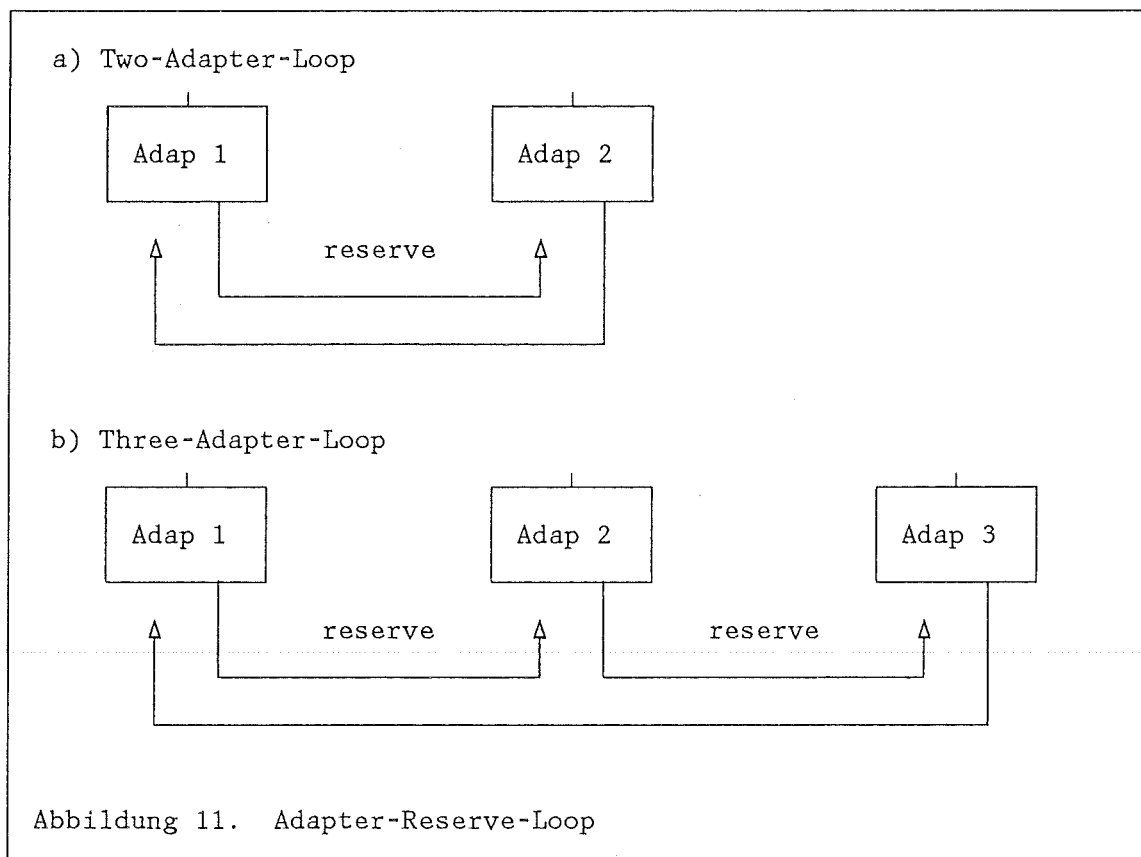 a) Two-Adapter-Loop
Adap 1 Adap 2
reserve
b) Three-Adapter-Loop
Adap 1 Adap 2 Adap 3
reserve reserve
Abbildung 11. Adapter-Reserve-Loop